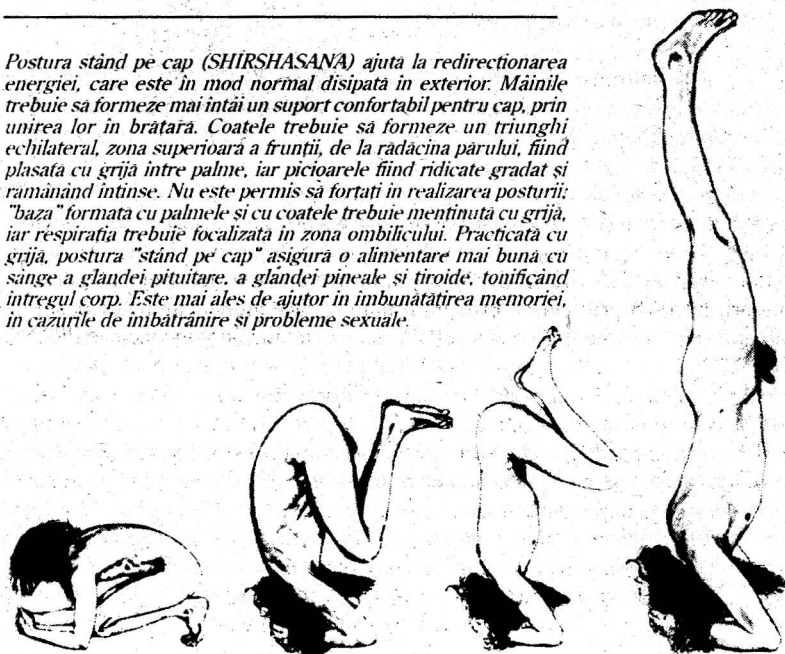 Postura stând pe cap (SHIRSHASANA) ajută la redirecționarea
energiei, care este în mod normal disipată în exterior. Mâinile
trebuie să formeze mai întâi un suport confortabil pentru cap, prin
unirea lor în brățară. Coatele trebuie să formeze un triunghi
echilateral, zona superioară a frunții, de la rădăcina părului, fiind
plasată cu grijă între palme, iar picioarele fiind ridicate gradat și
rămânând întinse. Nu este permis să forțați în realizarea posturii;
"baza" formată cu palmele și cu coatele trebuie menținută cu grijă,
iar respirația trebuie focalizată în zona ombilicului. Practicată cu
grijă, postura "stând pe cap" asigură o alimentare mai bună cu
sânge a glandei pituitare, a glandei pineale și tiroide, tonificând
întregul corp. Este mai ales de ajutor în îmbunătățirea memoriei,
în cazurile de îmbătrânire și probleme sexuale.